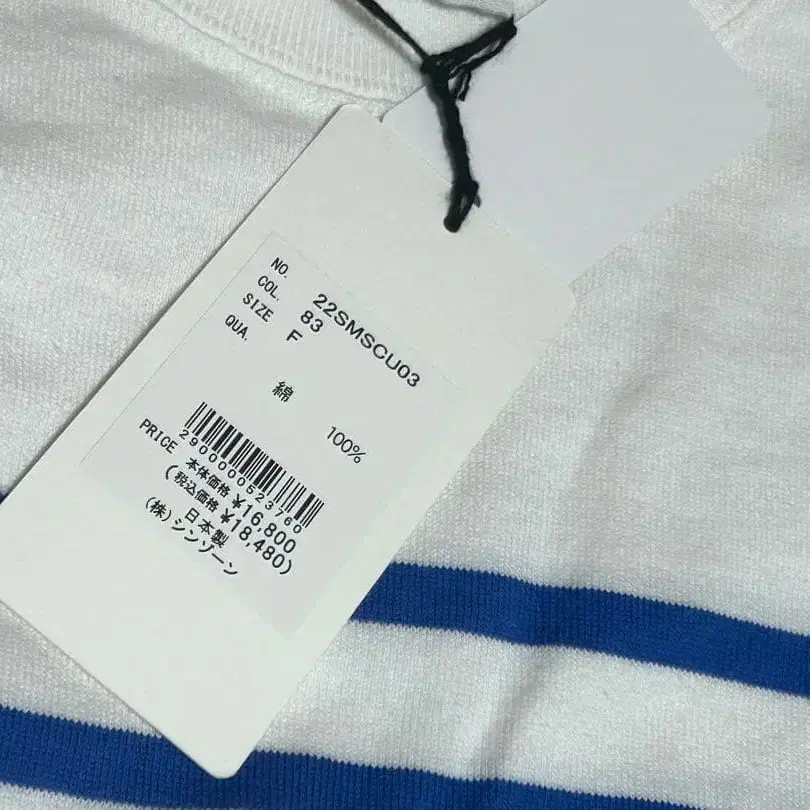 NO. 22SMSCU03
COL. 83
SIZE F
QUA.
綿 100%
2900000523760
PRICE 本体価格 ¥16,800
(税込価格 ¥18,480)
日本製
(株)シンゾーン